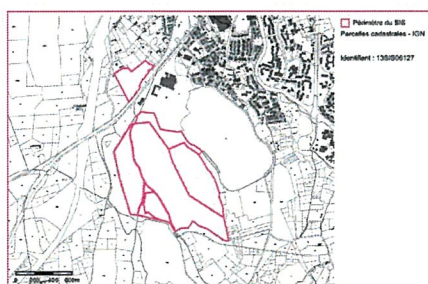 Périmètre du SIS
Parcelles cadastrales - IGN
Identifiant : 13SIS06127